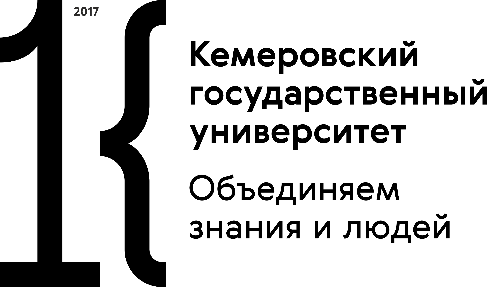 2017
Кемеровский
государственный
университет
Объединяем
знания и людей